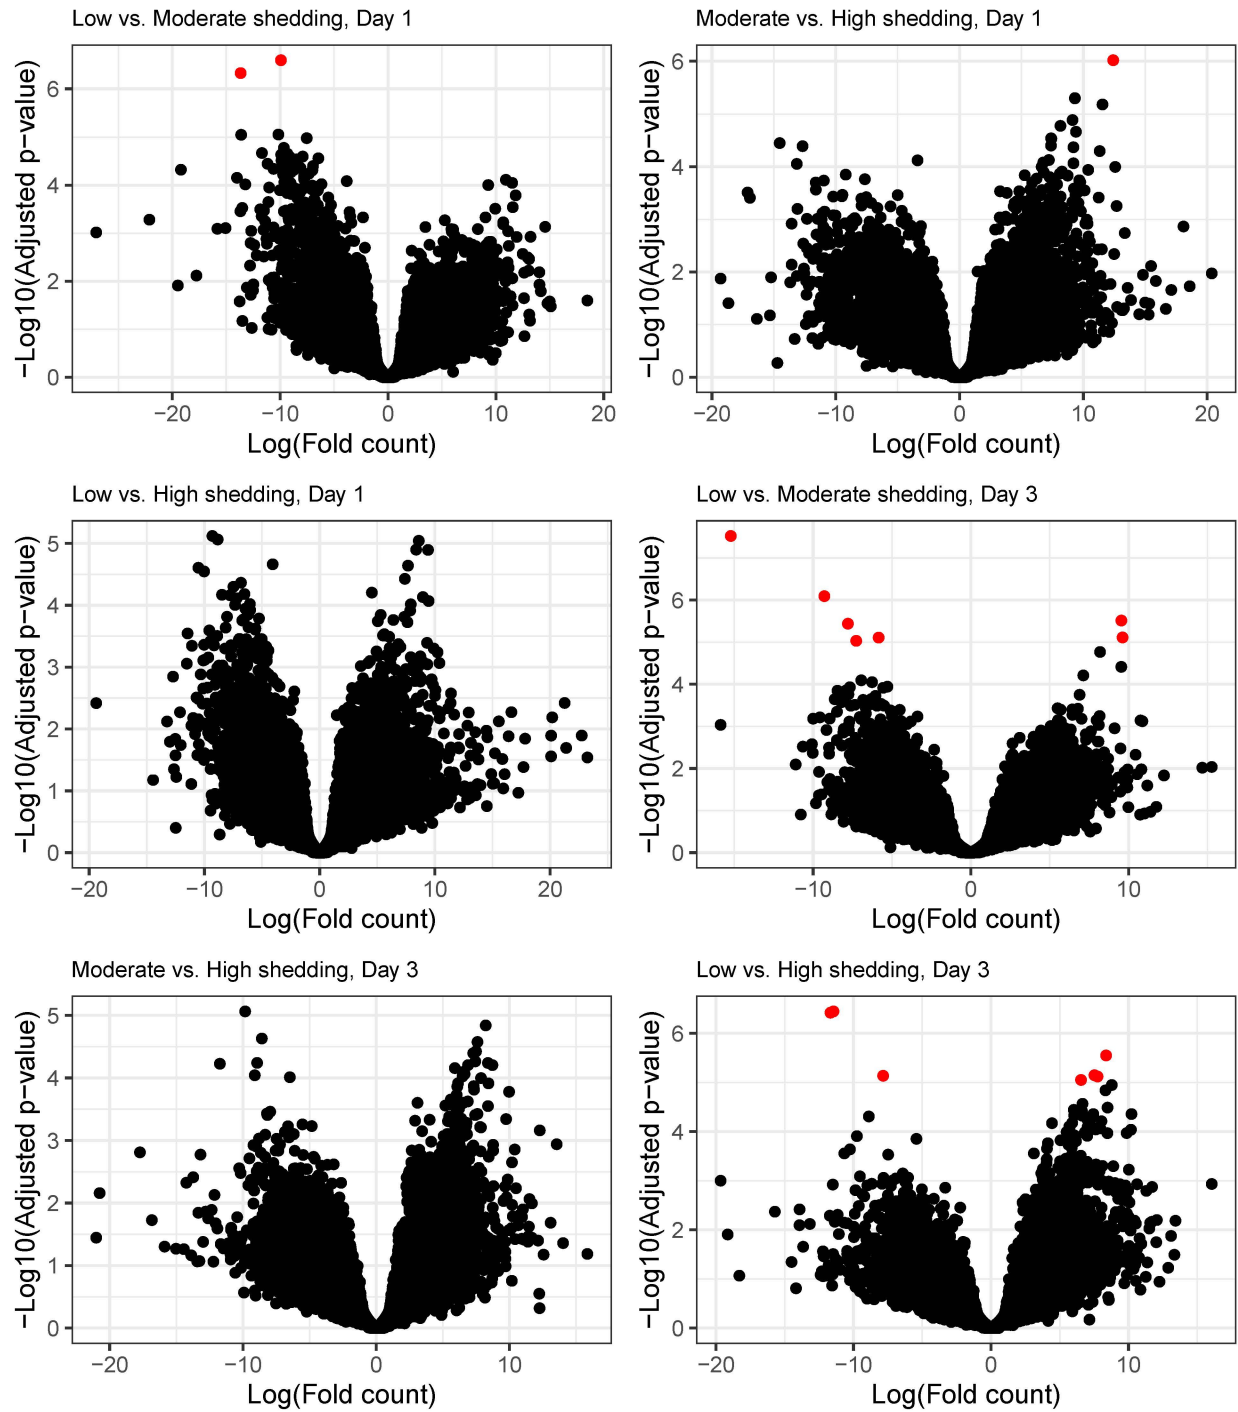 Low vs. Moderate shedding, Day 1
−Log10(Adjusted p−value)
6
4
2
0
−20 −10 0 10 20
Log(Fold count)
Moderate vs. High shedding, Day 1
−Log10(Adjusted p−value)
6
4
2
0
−20 −10 0 10 20
Log(Fold count)
Low vs. High shedding, Day 1
−Log10(Adjusted p−value)
5
4
3
2
1
0
−20 −10 0 10 20
Log(Fold count)
Low vs. Moderate shedding, Day 3
−Log10(Adjusted p−value)
6
4
2
0
−10 0 10
Log(Fold count)
Moderate vs. High shedding, Day 3
−Log10(Adjusted p−value)
5
4
3
2
1
0
−20 −10 0 10
Log(Fold count)
Low vs. High shedding, Day 3
−Log10(Adjusted p−value)
6
4
2
0
−20 −10 0 10
Log(Fold count)